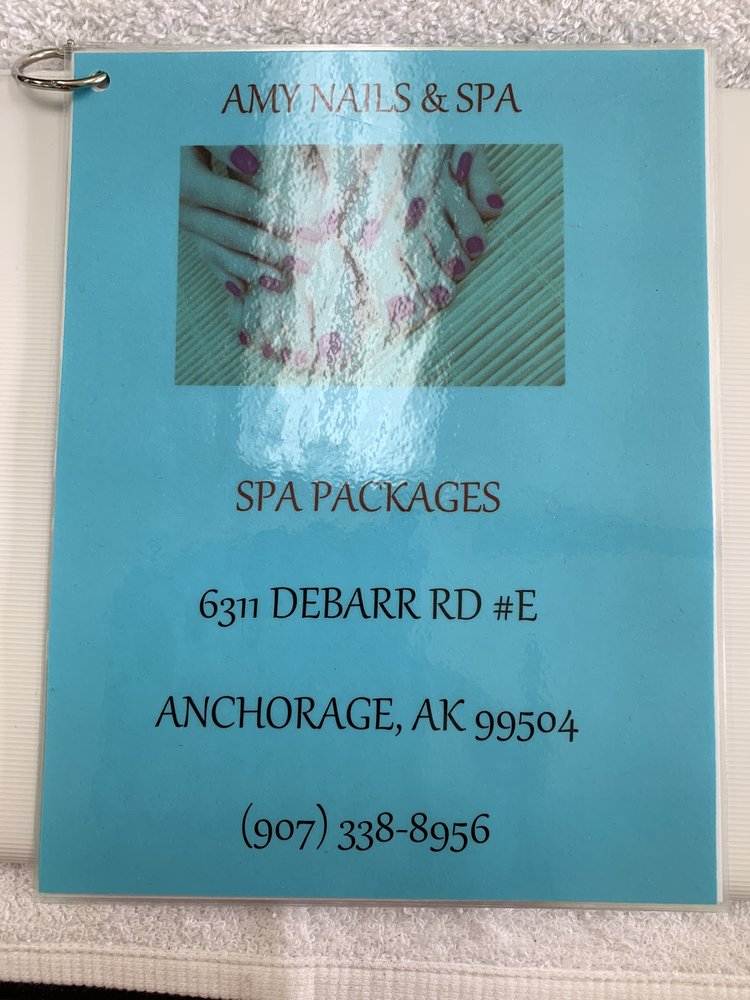 AMY NAILS & SPA
SPA PACKAGES
6311 DEBARR RD #E
ANCHORAGE, AK 99504
(907) 338-8956